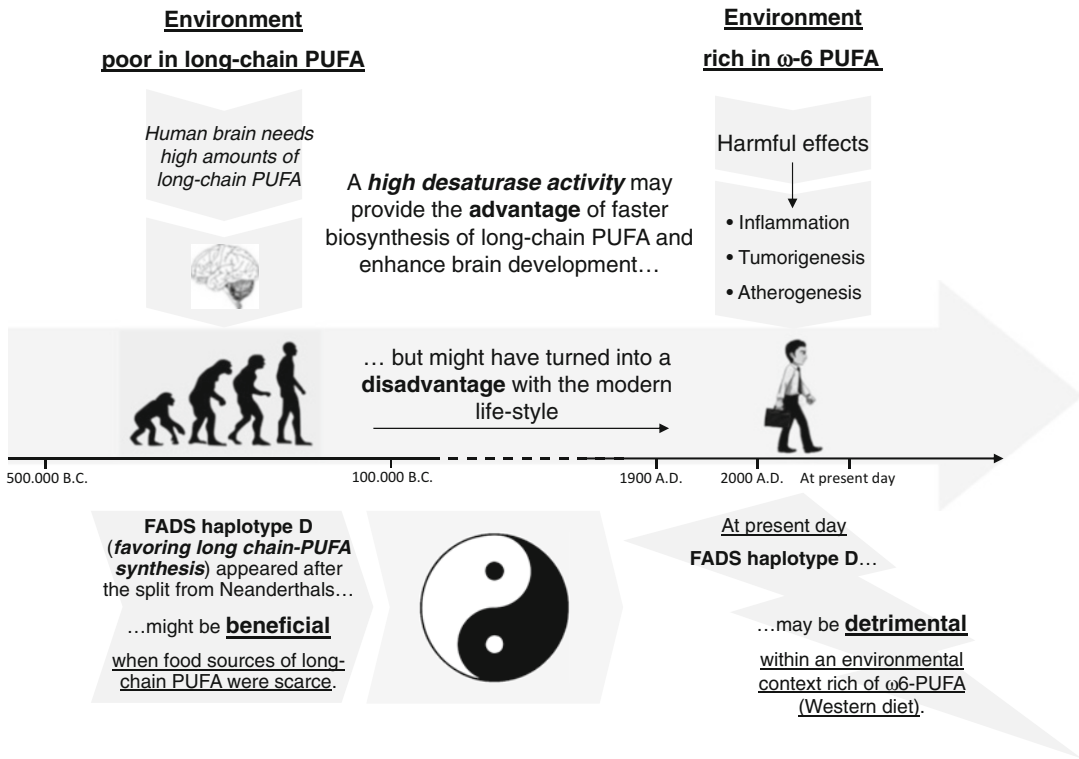 Environment
poor in long-chain PUFA
Human brain needs
high amounts of
long-chain PUFA
A high desaturase activity may
provide the advantage of faster
biosynthesis of long-chain PUFA and
enhance brain development…
Environment
rich in ω-6 PUFA
Harmful effects
• Inflammation
• Tumorigenesis
• Atherogenesis
… but might have turned into a
disadvantage with the modern
life-style
500.000 B.C.
100.000 B.C.
1900 A.D.
2000 A.D.
At present day
FADS haplotype D
(favoring long chain-PUFA
synthesis) appeared after
the split from Neanderthals…
…might be beneficial
when food sources of long-
chain PUFA were scarce.
At present day
FADS haplotype D…
…may be detrimental
within an environmental
context rich of ω6-PUFA
(Western diet).